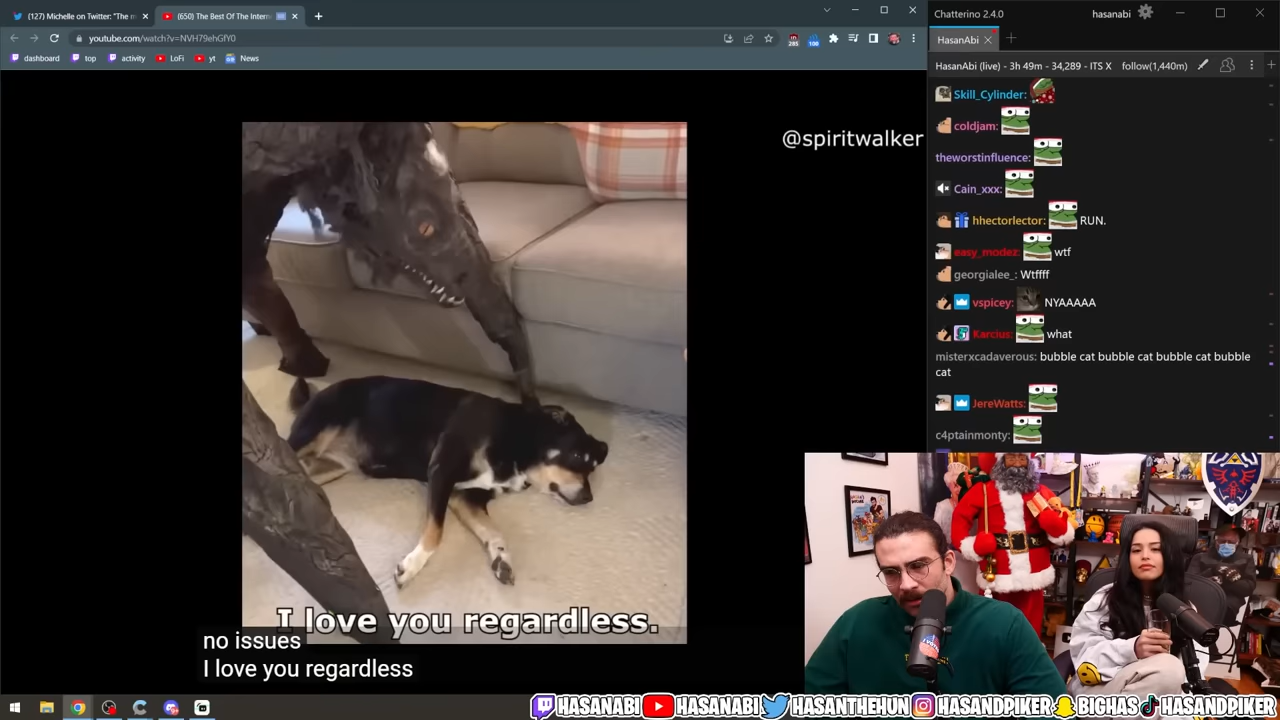 (127) Michelle on Twitter: "The m
(650) The Best Of The Intern
youtube.com/watch?v=NVH79ehGfY0
285
100
dashboard
top
activity
LoFi
yt
News
@spiritwalker
I love you regardless.
no issues
I love you regardless
Chatterino 2.4.0
hasanabi
HasanAbi
HasanAbi (live) - 3h 49m - 34,289 - ITS X
follow(1,440m)
Skill_Cylinder:
coldjam:
theworstinfluence:
Cain_xxx:
hhectorlector: RUN.
easy_modez: wtf
georgialee_: Wtffff
vspicey: NYAAAAA
Karcius: what
misterxcadaverous: bubble cat bubble cat bubble cat bubble
cat
JereWatts:
c4ptainmonty:
HASANABI HASANABI HASANTHEHUN HASANDPIKER BIGHAS HASANDPIKER